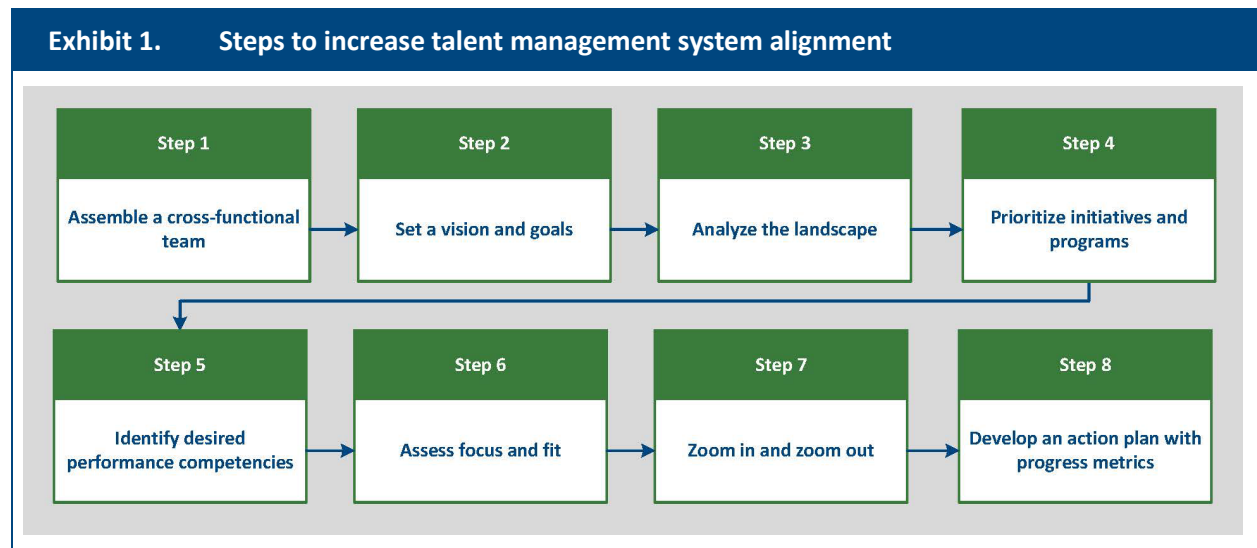 Exhibit 1. Steps to increase talent management system alignment
Step 1
Assemble a cross-functional
team
Step 2
Set a vision and goals
Step 3
Analyze the landscape
Step 4
Prioritize initiatives and
programs
Step 5
Identify desired
performance competencies
Step 6
Assess focus and fit
Step 7
Zoom in and zoom out
Step 8
Develop an action plan with
progress metrics